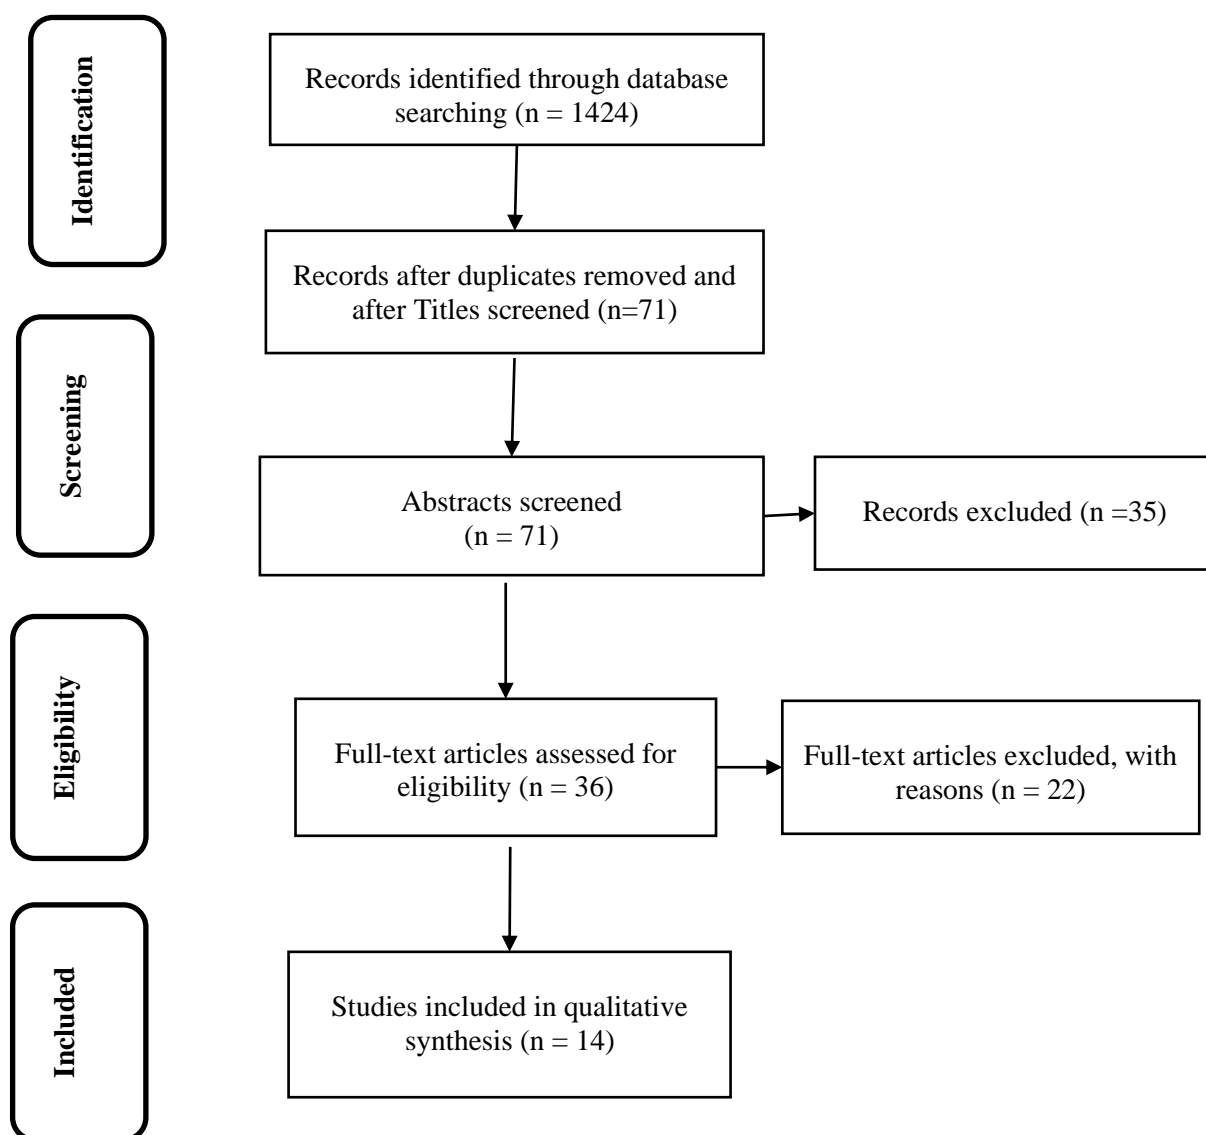 Identification
Records identified through database
searching (n = 1424)
Records after duplicates removed and
after Titles screened (n=71)
Screening
Abstracts screened
(n = 71)
Records excluded (n =35)
Eligibility
Full-text articles assessed for
eligibility (n = 36)
Full-text articles excluded, with
reasons (n = 22)
Included
Studies included in qualitative
synthesis (n = 14)